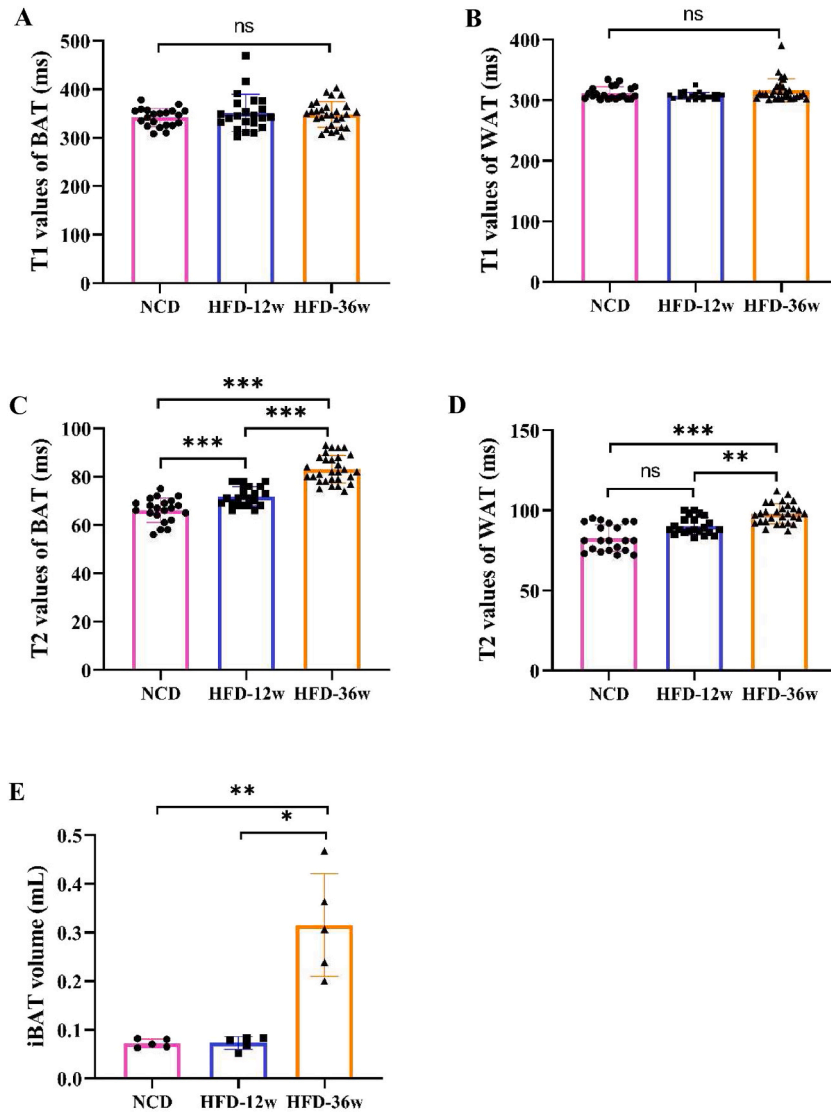 A
ns
T1 values of BAT (ms)
500
400
300
200
100
0
NCD HFD-12w HFD-36w
B
ns
T1 values of WAT (ms)
400
300
200
100
0
NCD HFD-12w HFD-36w
C
***
***
***
T2 values of BAT (ms)
100
80
60
40
20
0
NCD HFD-12w HFD-36w
D
***
ns
**
T2 values of WAT (ms)
150
100
50
0
NCD HFD-12w HFD-36w
E
**
*
iBAT volume (mL)
0.5
0.4
0.3
0.2
0.1
0.0
NCD HFD-12w HFD-36w